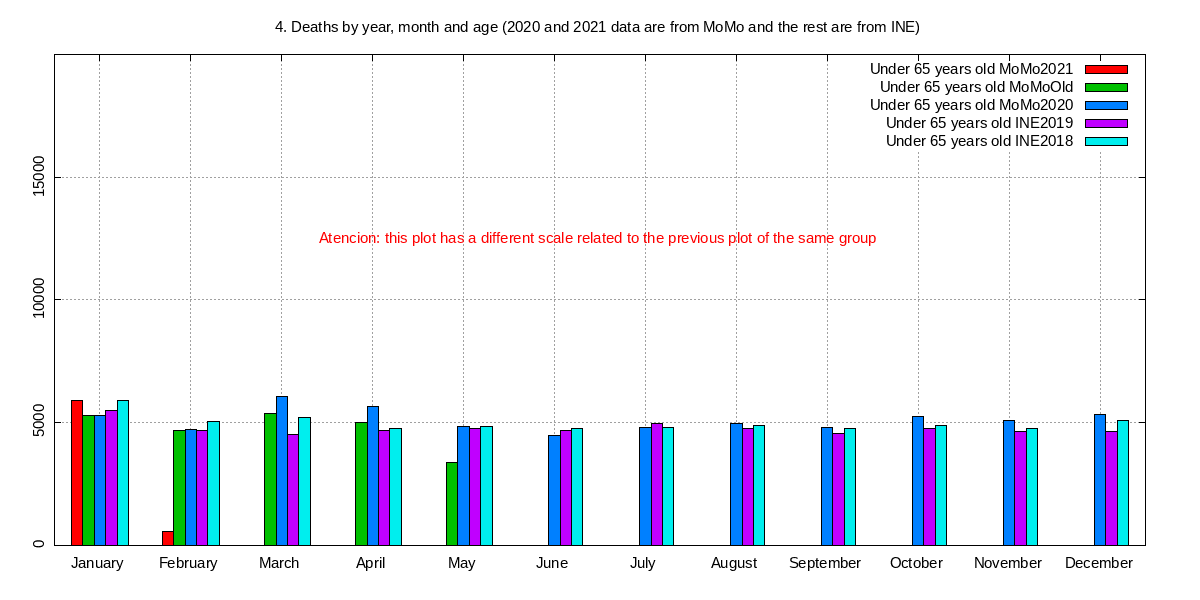 4. Deaths by year, month and age (2020 and 2021 data are from MoMo and the rest are from INE)
Under 65 years old MoMo2021
Under 65 years old MoMoOld
Under 65 years old MoMo2020
Under 65 years old INE2019
Under 65 years old INE2018
15000
Atencion: this plot has a different scale related to the previous plot of the same group
10000
5000
0
January February March April May June July August September October November December